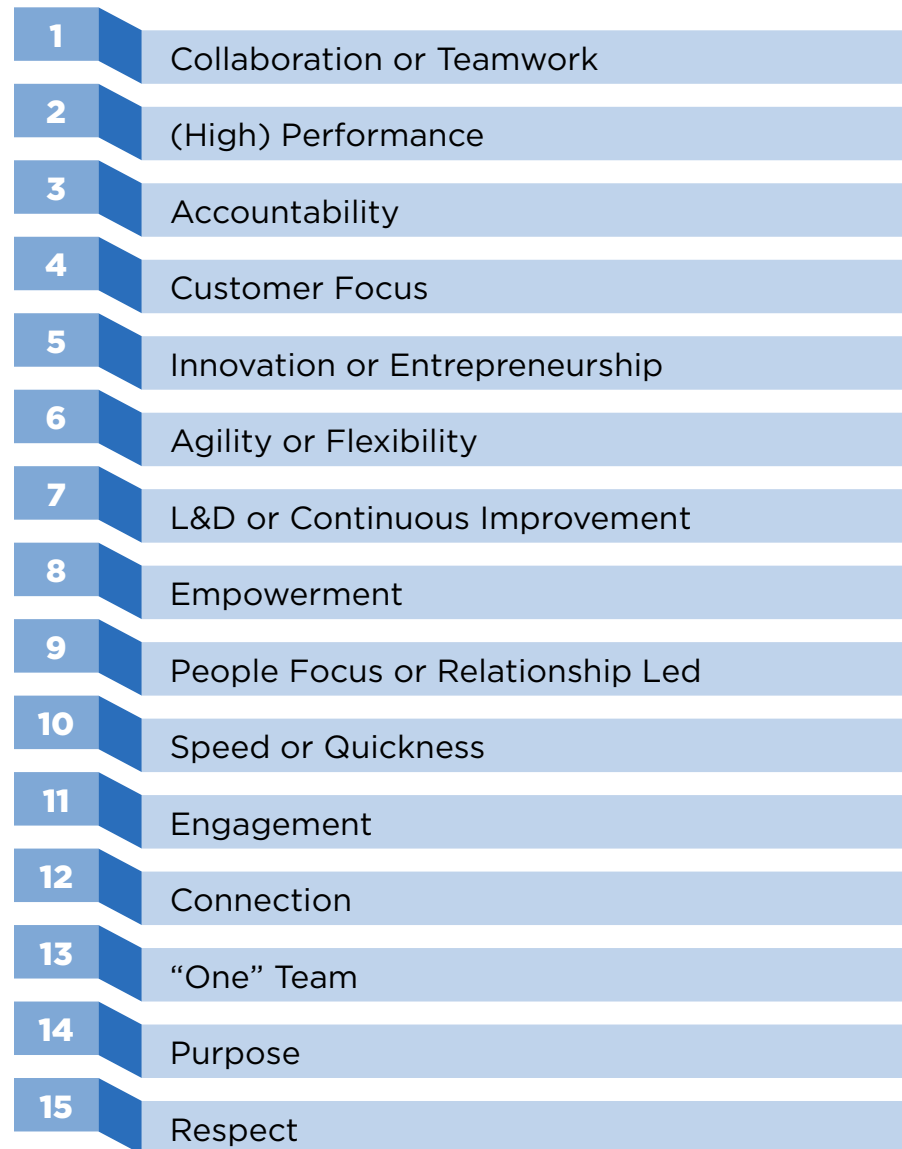 1
Collaboration or Teamwork
2
(High) Performance
3
Accountability
4
Customer Focus
5
Innovation or Entrepreneurship
6
Agility or Flexibility
7
L&D or Continuous Improvement
8
Empowerment
9
People Focus or Relationship Led
10
Speed or Quickness
11
Engagement
12
Connection
13
“One” Team
14
Purpose
15
Respect